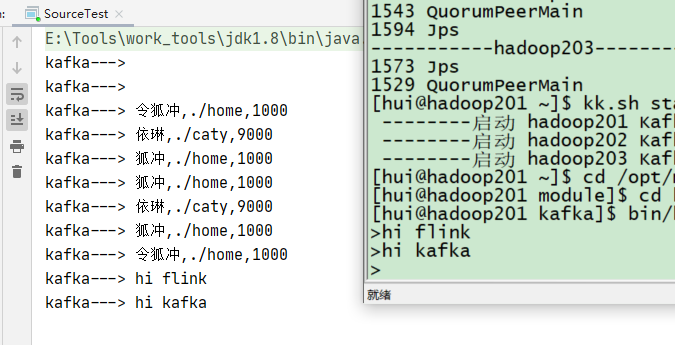 SourceTest
E:\Tools\work_tools\jdk1.8\bin\java
kafka--->
kafka--->
kafka---> 令狐冲,./home,1000
kafka---> 依琳,./caty,9000
kafka---> 狐冲,./home,1000
kafka---> 狐冲,./home,1000
kafka---> 依琳,./caty,9000
kafka---> 狐冲,./home,1000
kafka---> 令狐冲,./home,1000
kafka---> hi flink
kafka---> hi kafka
1543 QuorumPeerMain
1594 Jps
-----------hadoop203-------
1573 Jps
1529 QuorumPeerMain
[hui@hadoop201 ~]$ kk.sh sta
--------启动 hadoop201 Kaf
--------启动 hadoop202 Kaf
--------启动 hadoop203 Kaf
[hui@hadoop201 ~]$ cd /opt/m
[hui@hadoop201 module]$ cd
[hui@hadoop201 kafka]$ bin/
>hi flink
>hi kafka
>
就绪